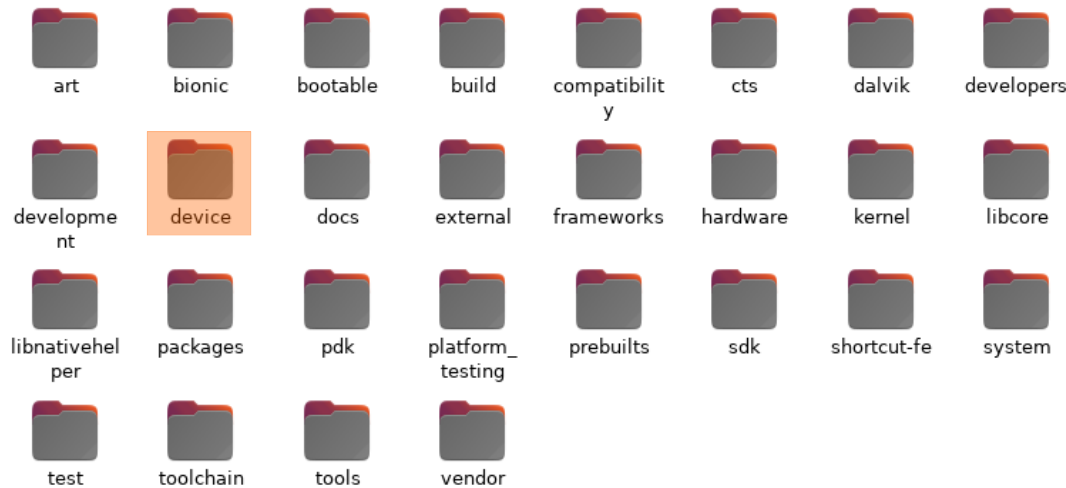 art bionic bootable build compatibilit cts dalvik developers
y
developme device docs external frameworks hardware kernel libcore
nt
libnativehel packages pdk platform_ prebuilts sdk shortcut-fe system
per testing
test toolchain tools vendor